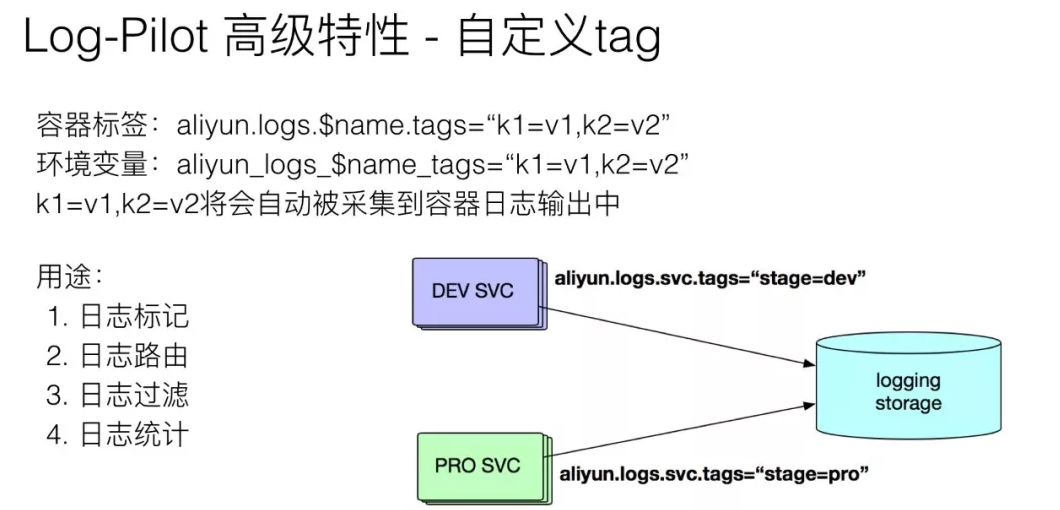 Log-Pilot 高级特性 - 自定义tag
容器标签：aliyun.logs.$name.tags=“k1=v1,k2=v2”
环境变量：aliyun_logs_$name_tags=“k1=v1,k2=v2”
k1=v1,k2=v2将会自动被采集到容器日志输出中
用途：
1. 日志标记
2. 日志路由
3. 日志过滤
4. 日志统计
DEV SVC
aliyun.logs.svc.tags=“stage=dev”
logging
storage
PRO SVC
aliyun.logs.svc.tags=“stage=pro”